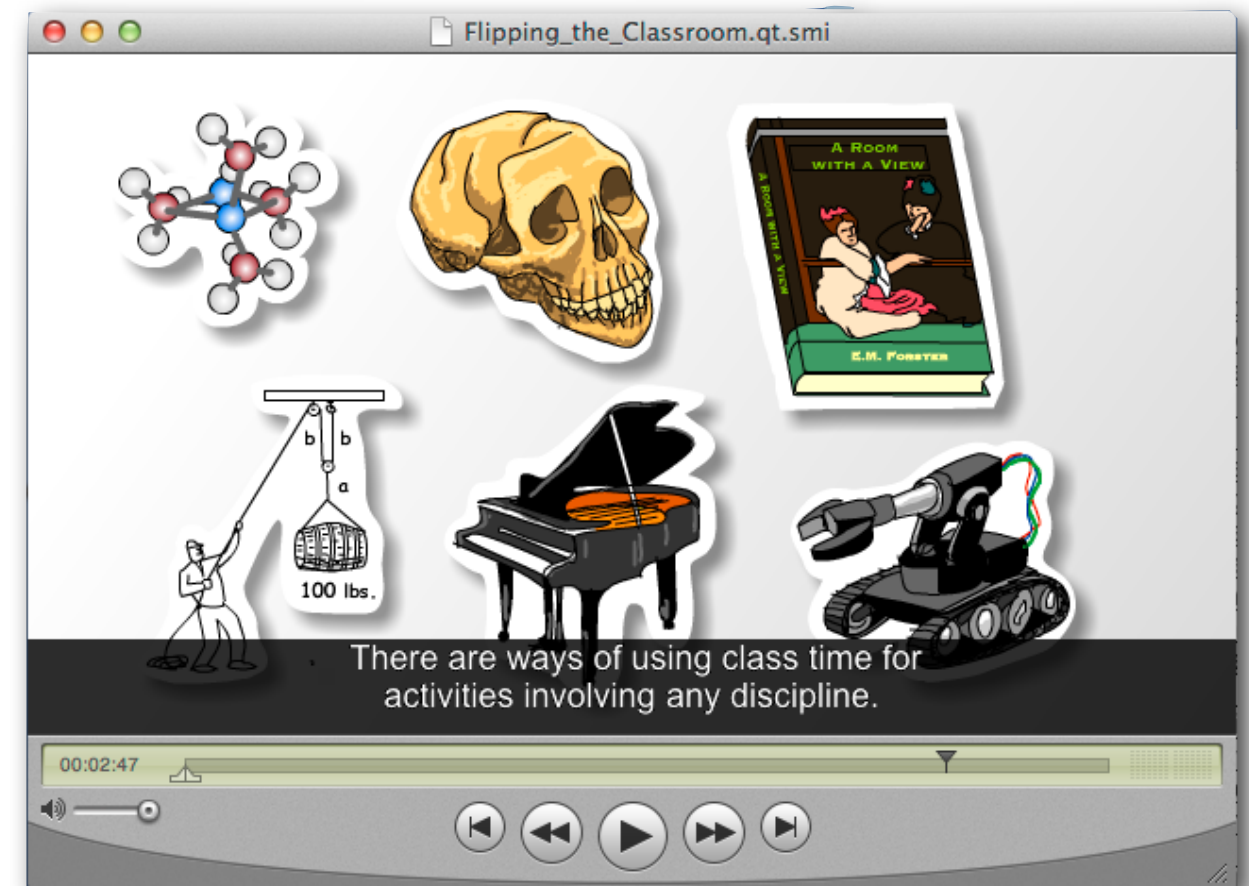 Flipping_the_Classroom.qt.smi
A ROOM
WITH A VIEW
A ROOM WITH A VIEW
E.M. FORSTER
b b
a
100 lbs.
There are ways of using class time for
activities involving any discipline.
00:02:47